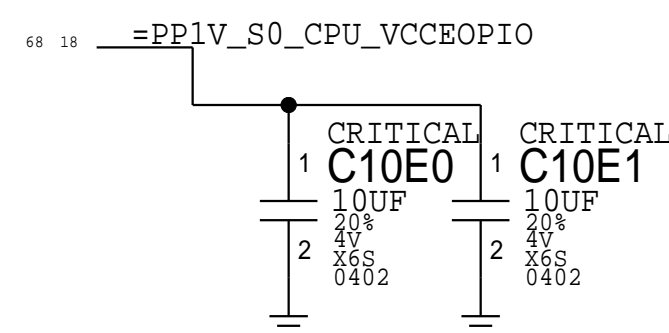 68 18 =PP1V_S0_CPU_VCCEOPIO
CRITICAL CRITICAL
1 C10E0 1 C10E1
10UF 10UF
20% 20%
4V 4V
2 X6S 2 X6S
0402 0402